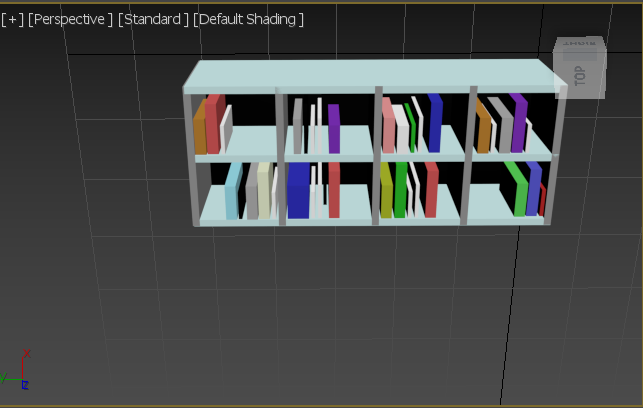 [+] [Perspective ] [Standard ] [Default Shading ]
TOP
x
y
z